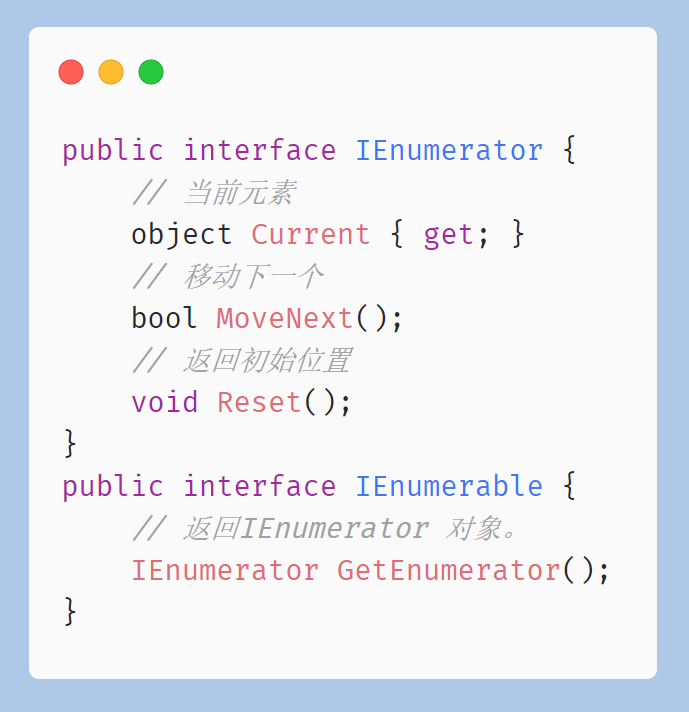 public interface IEnumerator {
    // 当前元素
    object Current { get; }
    // 移动下一个
    bool MoveNext();
    // 返回初始位置
    void Reset();
}
public interface IEnumerable {
    // 返回IEnumerator 对象。
    IEnumerator GetEnumerator();
}